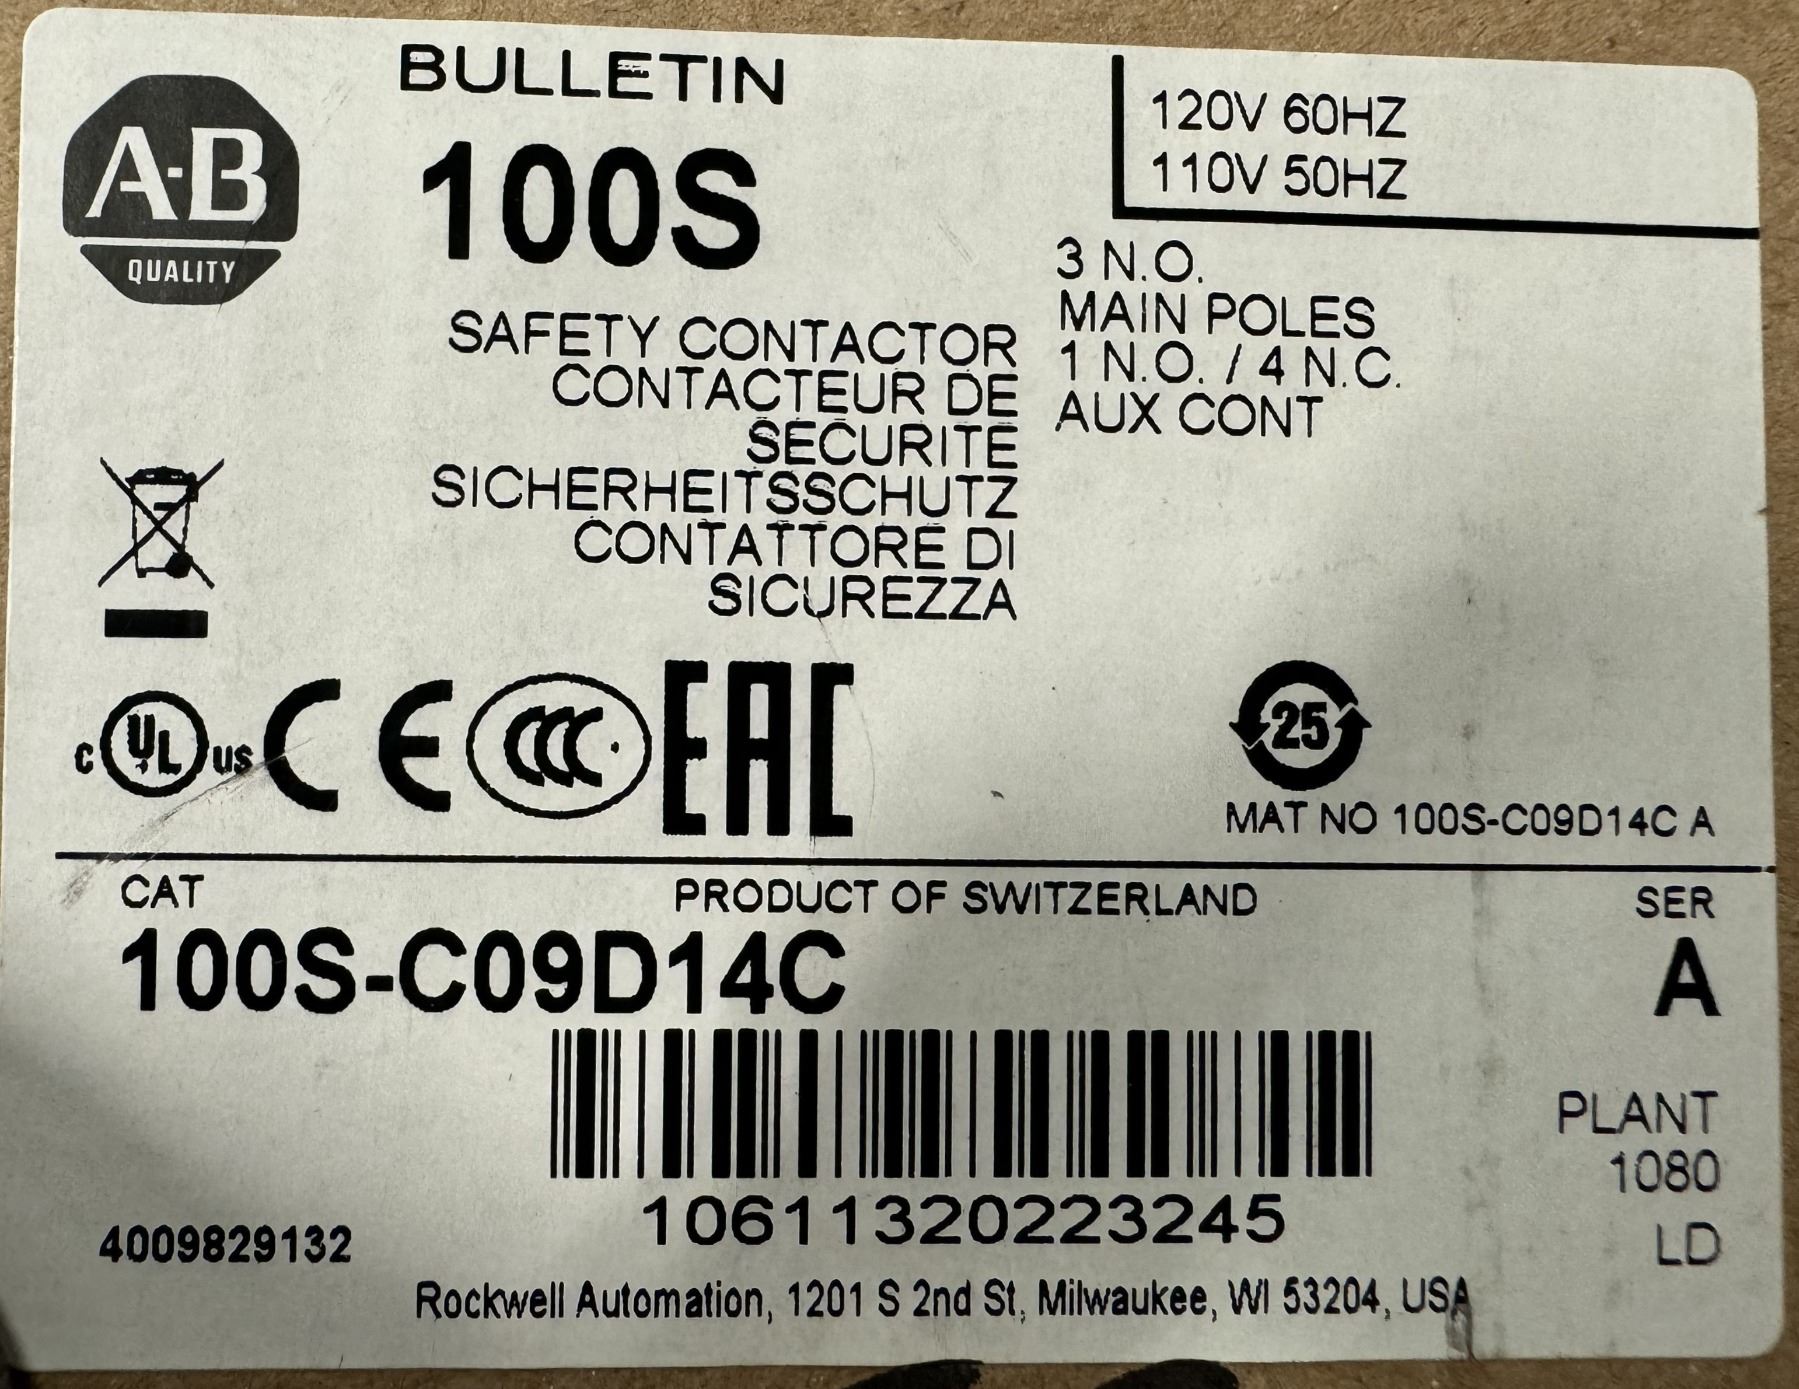 BULLETIN
100S
A-B
QUALITY
120V 60HZ
110V 50HZ
SAFETY CONTACTOR
CONTACTEUR DE
SECURITE
SICHERHEITSSCHUTZ
CONTATTORE DI
SICUREZZA
3 N.O.
MAIN POLES
1 N.O. / 4 N.C.
AUX CONT
C UL US CE CCC EAC
25
MAT NO 100S-C09D14C A
CAT
PRODUCT OF SWITZERLAND
SER
100S-C09D14C
A
PLANT
1080
LD
10611320223245
4009829132
Rockwell Automation, 1201 S 2nd St, Milwaukee, WI 53204, USA